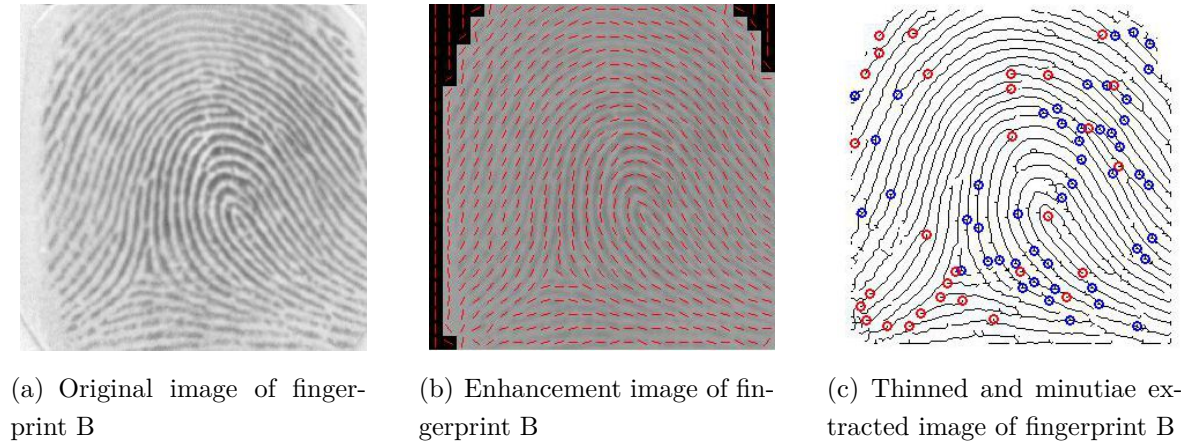 (a) Original image of finger-
print B
(b) Enhancement image of fin-
gerprint B
(c) Thinned and minutiae ex-
tracted image of fingerprint B